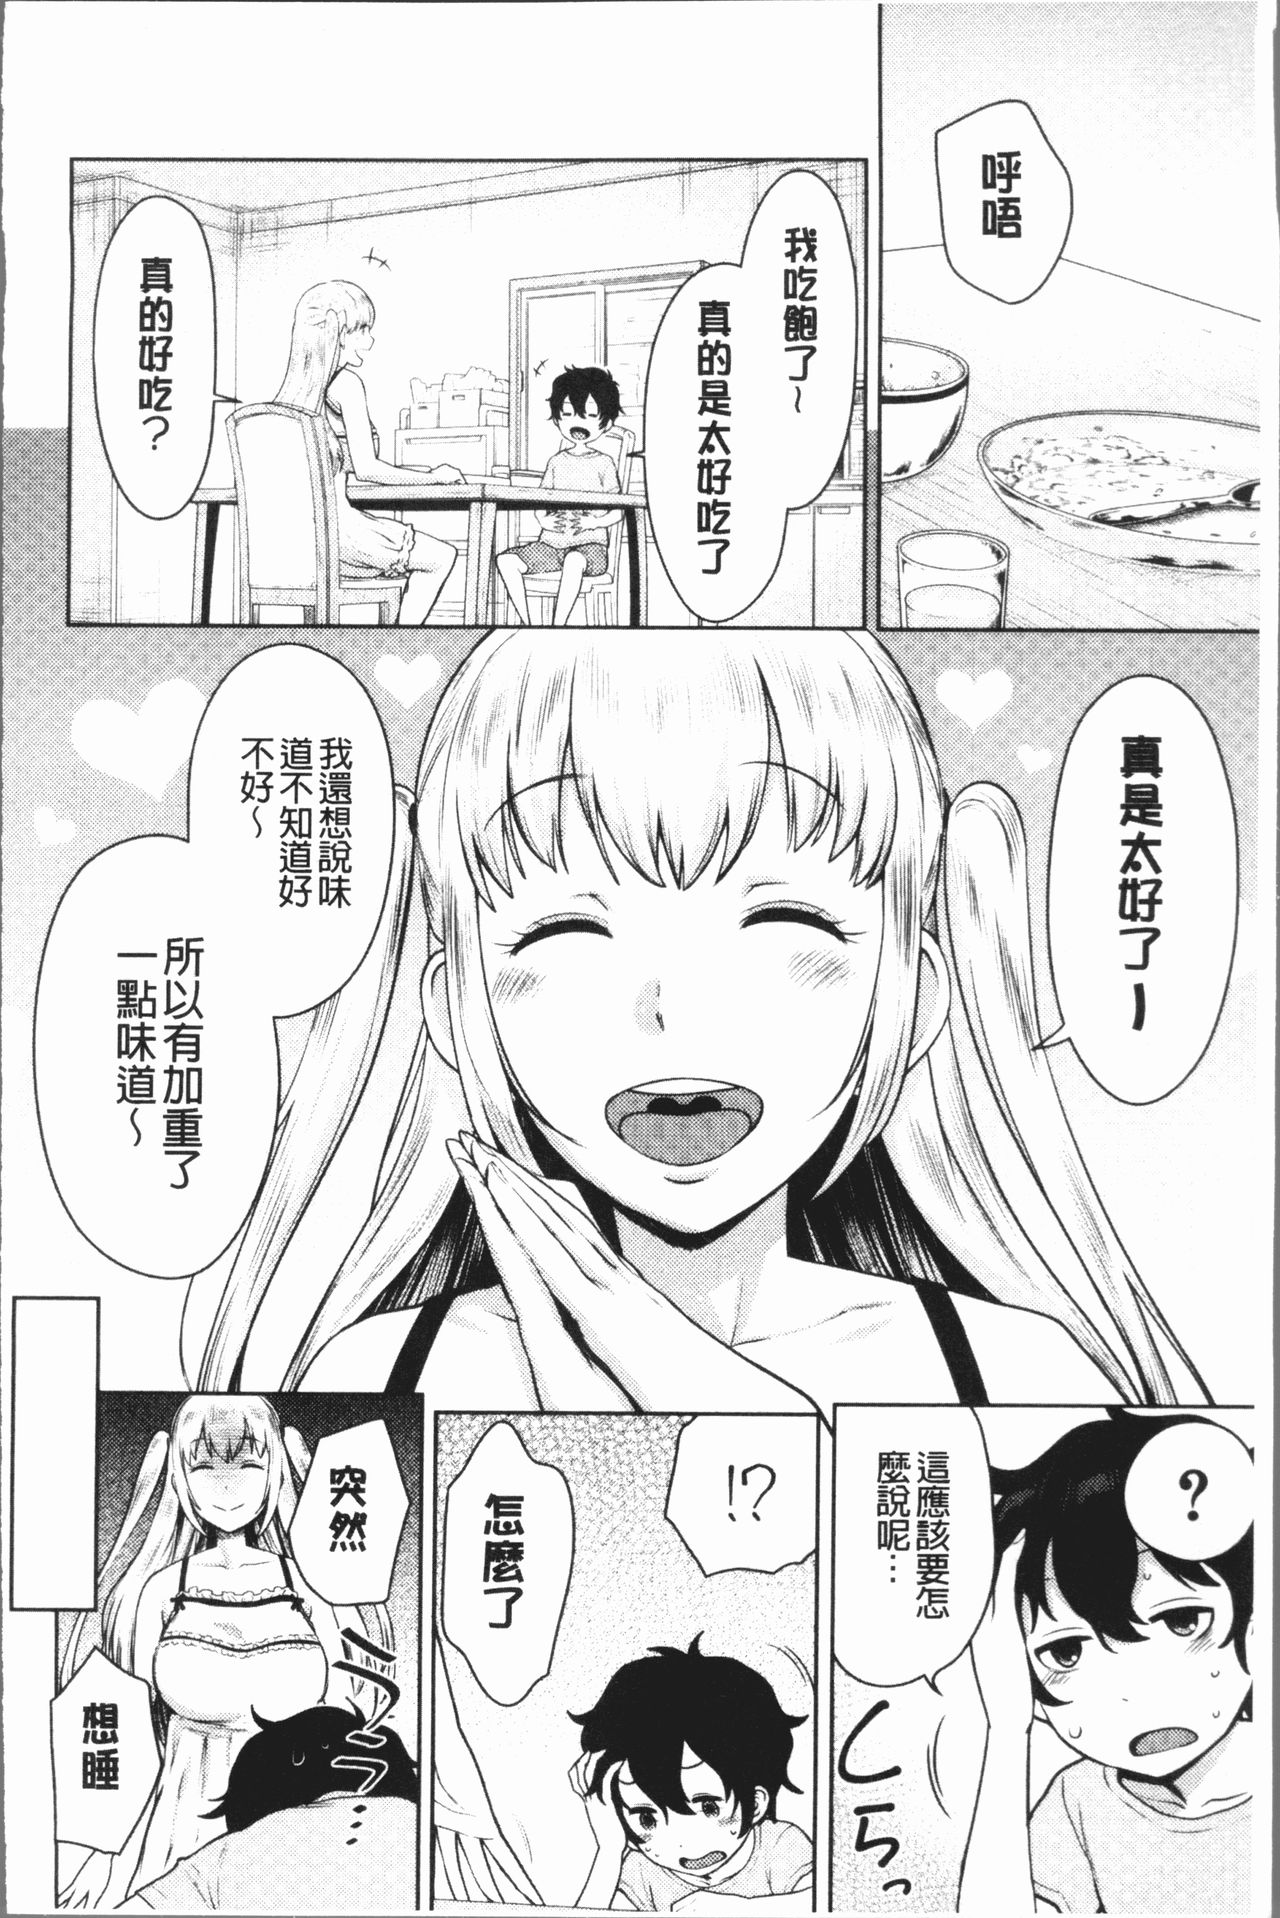 呼唔
我吃飽了～
真的是太好吃了
真的好吃？
真是太好了ー
我還想說味
道不知道好
不好～
所以有加重了
一點味道～
？
這應該要怎
麼說呢…
くらっ
!?
怎麼了
突然
想睡
クラ